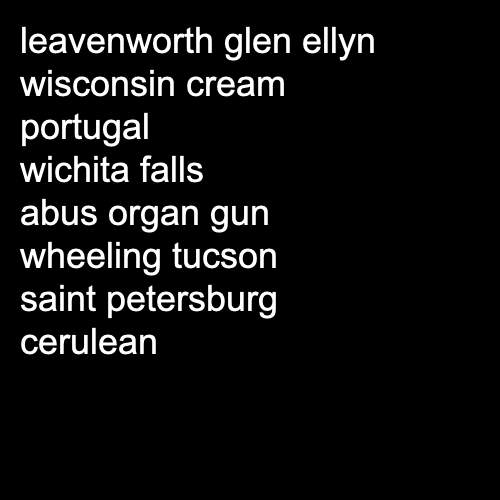 leavenworth glen ellyn
wisconsin cream
portugal
wichita falls
abus organ gun
wheeling tucson
saint petersburg
cerulean